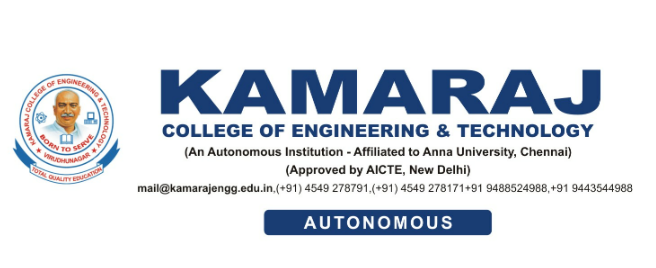 KAMARAJ COLLEGE OF ENGINEERING & TECHNOLOGY
BORN TO SERVE
★ VIRUDHUNAGAR ★
TOTAL QUALITY EDUCATION
KAMARAJ
COLLEGE OF ENGINEERING & TECHNOLOGY
(An Autonomous Institution - Affiliated to Anna University, Chennai)
(Approved by AICTE, New Delhi)
mail@kamarajengg.edu.in,(+91) 4549 278791,(+91) 4549 278171+91 9488524988,+91 9443544988
AUTONOMOUS